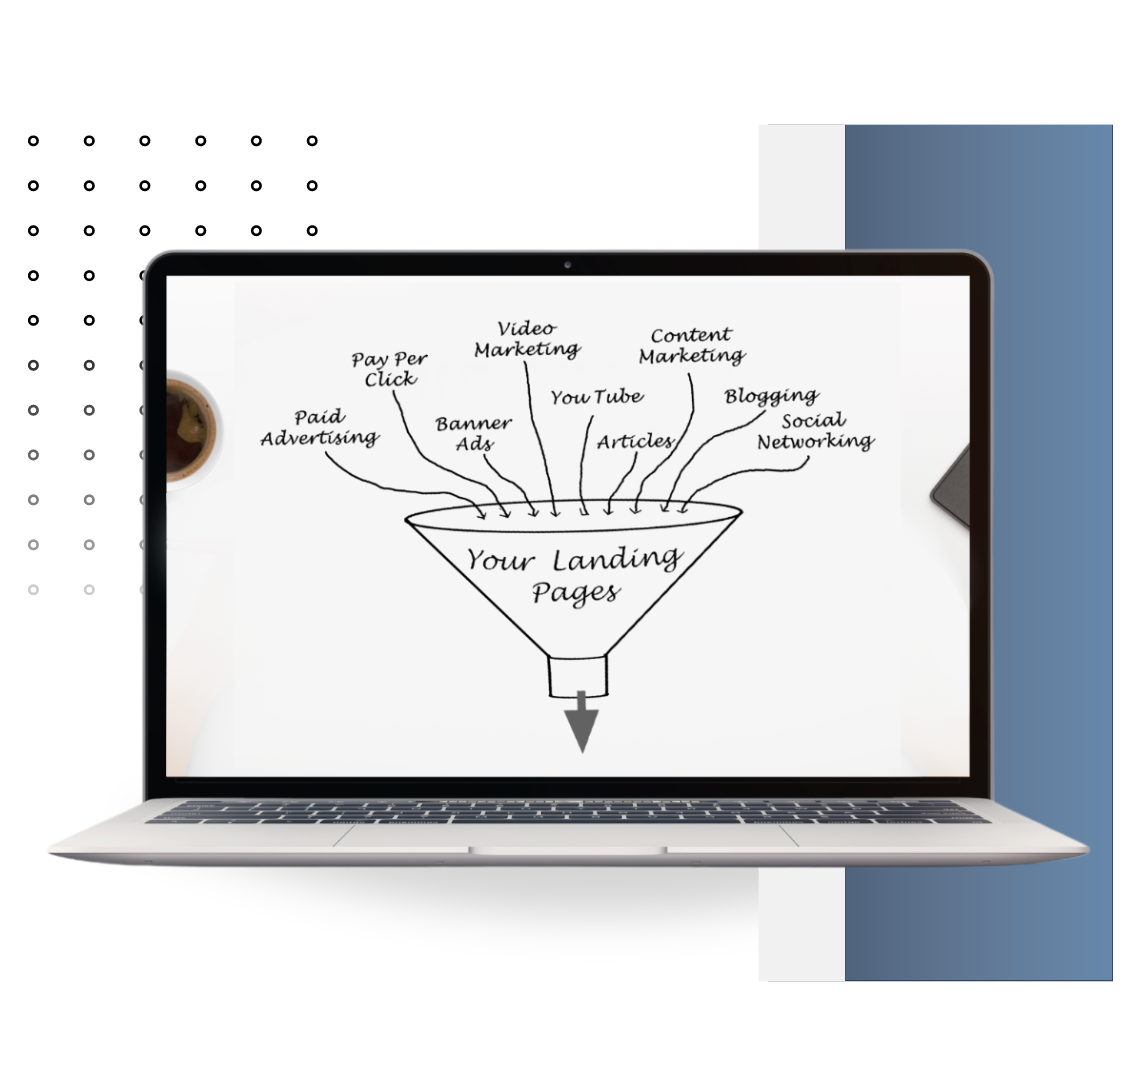 Video
Marketing
Content
Marketing
Pay Per
Click
You Tube
Blogging
Paid
Advertising
Banner
Ads
Articles
Social
Networking
Your Landing
Pages